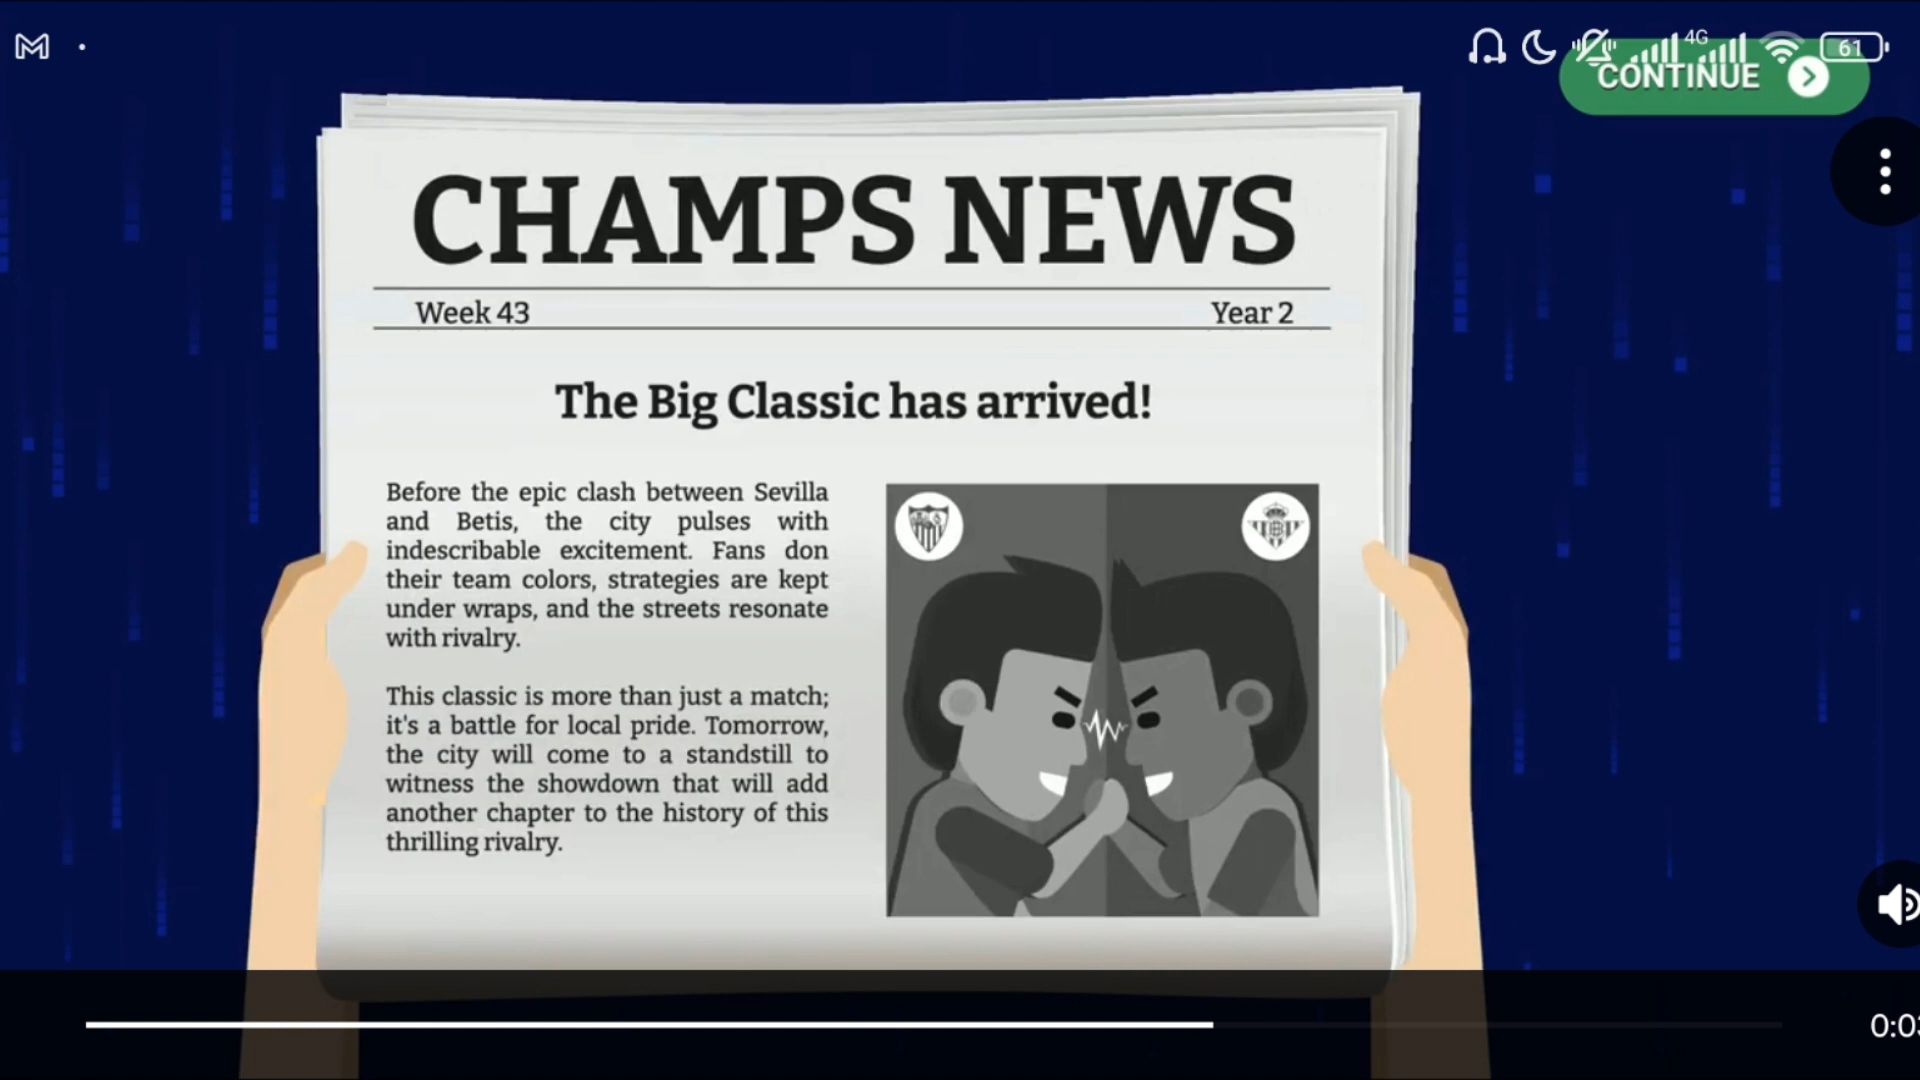 4G
61
CONTINUE
CHAMPS NEWS
Week 43
Year 2
The Big Classic has arrived!
Before the epic clash between Sevilla
and Betis, the city pulses with
indescribable excitement. Fans don
their team colors, strategies are kept
under wraps, and the streets resonate
with rivalry.
This classic is more than just a match;
it's a battle for local pride. Tomorrow,
the city will come to a standstill to
witness the showdown that will add
another chapter to the history of this
thrilling rivalry.